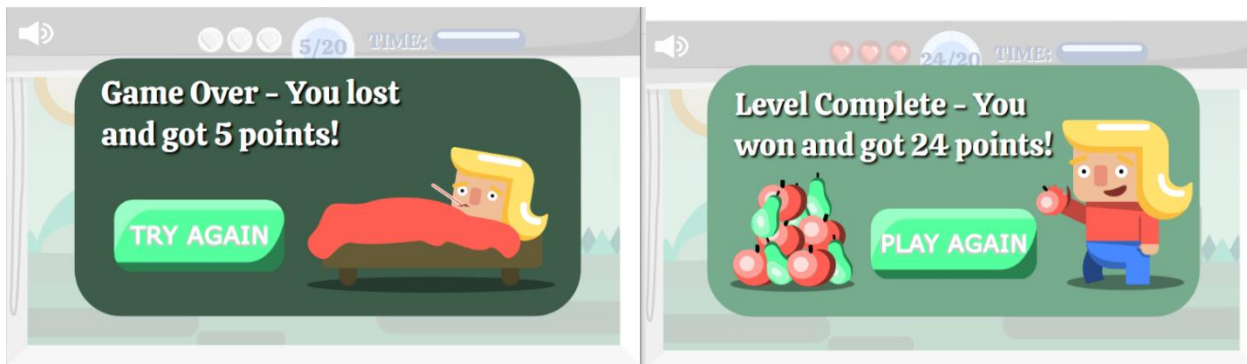 5/20 TIME:
Game Over - You lost
and got 5 points!
TRY AGAIN
24/20 TIME:
Level Complete - You
won and got 24 points!
PLAY AGAIN